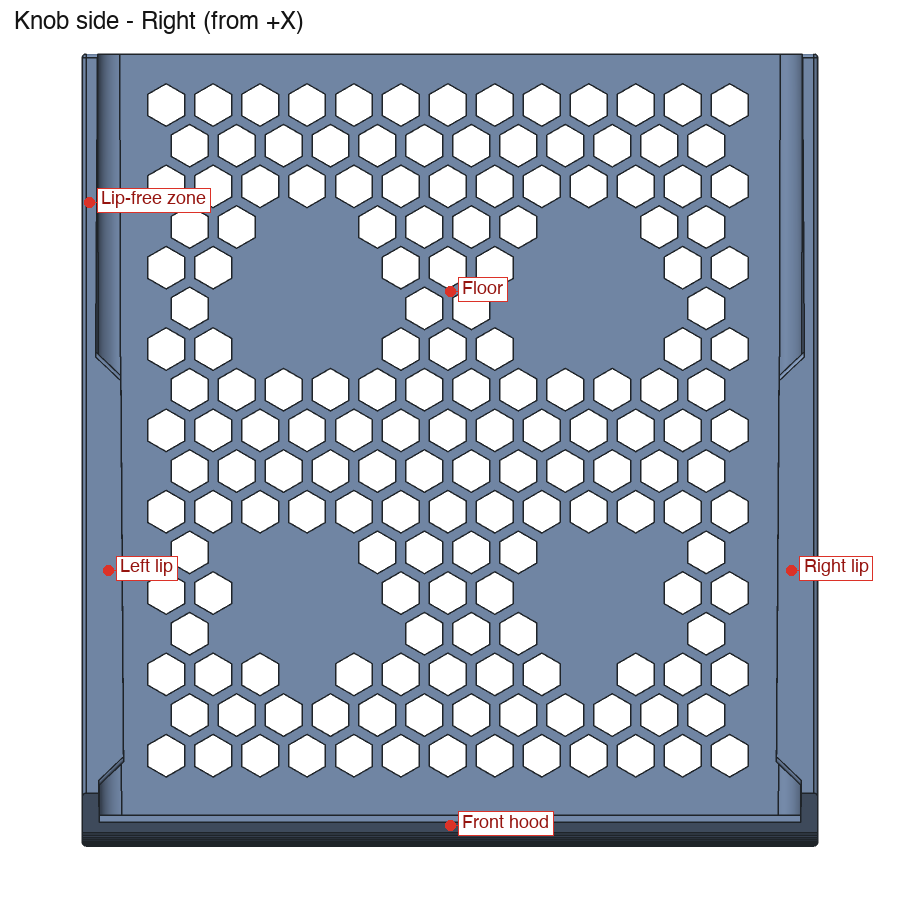 Knob side - Right (from +X)
Lip-free zone
Floor
Left lip
Right lip
Front hood